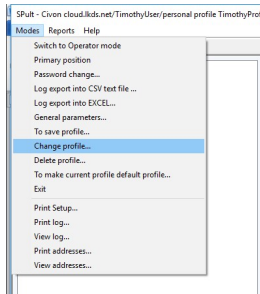 SPult - Civon cloud.lkds.net/TimothyUser/personal profile TimothyProf
Modes Reports Help
Switch to Operator mode
Primary position
Password change...
Log export into CSV text file ...
Log export into EXCEL...
General parameters...
To save profile...
Change profile...
Delete profile...
To make current profile default profile...
Exit
Print Setup...
Print log...
View log...
Print addresses...
View addresses...